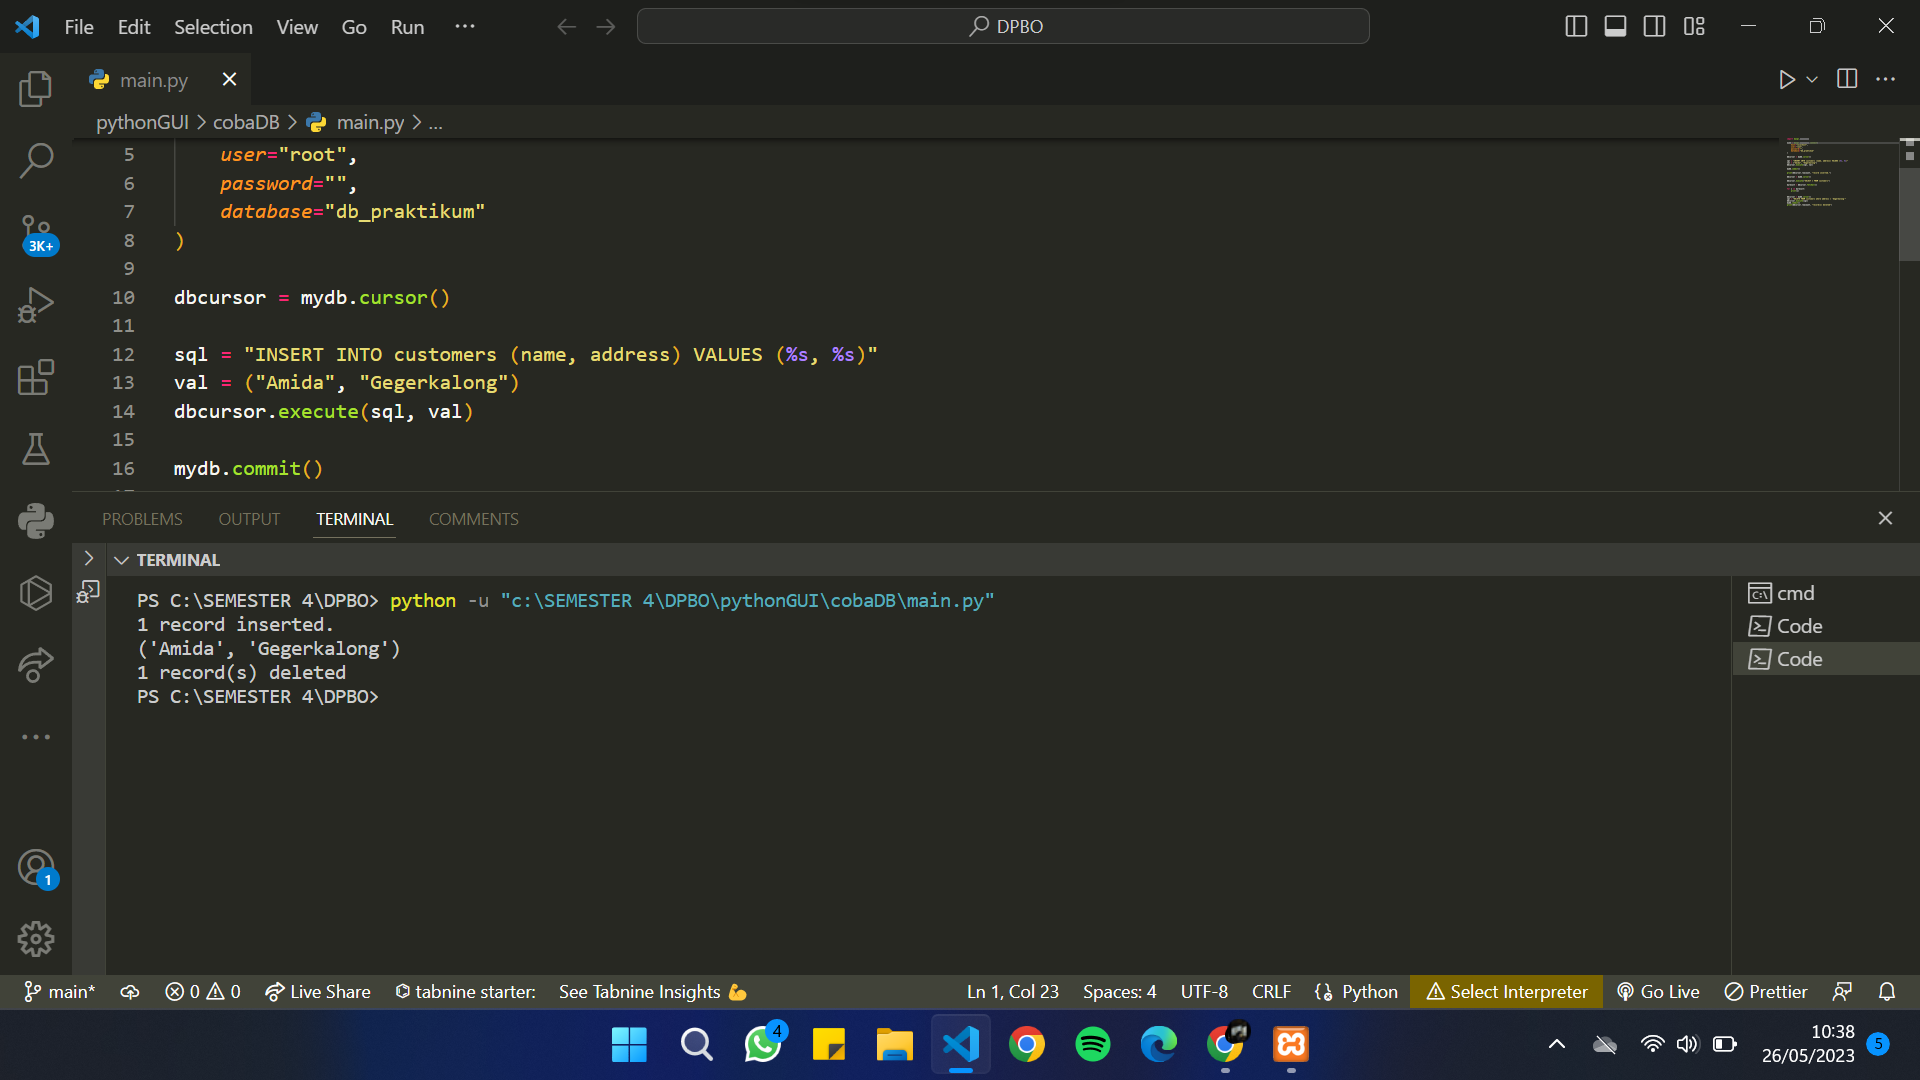 File Edit Selection View Go Run ···
DPBO
main.py
pythonGUI > cobaDB > main.py > ...
5 user="root",
6 password="",
7 database="db_praktikum"
8 )
9
10 dbcursor = mydb.cursor()
11
12 sql = "INSERT INTO customers (name, address) VALUES (%s, %s)"
13 val = ("Amida", "Gegerkalong")
14 dbcursor.execute(sql, val)
15
16 mydb.commit()
3K+
PROBLEMS OUTPUT TERMINAL COMMENTS
TERMINAL
PS C:\SEMESTER 4\DPBO> python -u "c:\SEMESTER 4\DPBO\pythonGUI\cobaDB\main.py"
1 record inserted.
('Amida', 'Gegerkalong')
1 record(s) deleted
PS C:\SEMESTER 4\DPBO>
cmd
Code
Code
1
main* 0 0 Live Share tabnine starter: See Tabnine Insights 💪 Ln 1, Col 23 Spaces: 4 UTF-8 CRLF Python Select Interpreter Go Live Prettier
4
10:38
26/05/2023
5